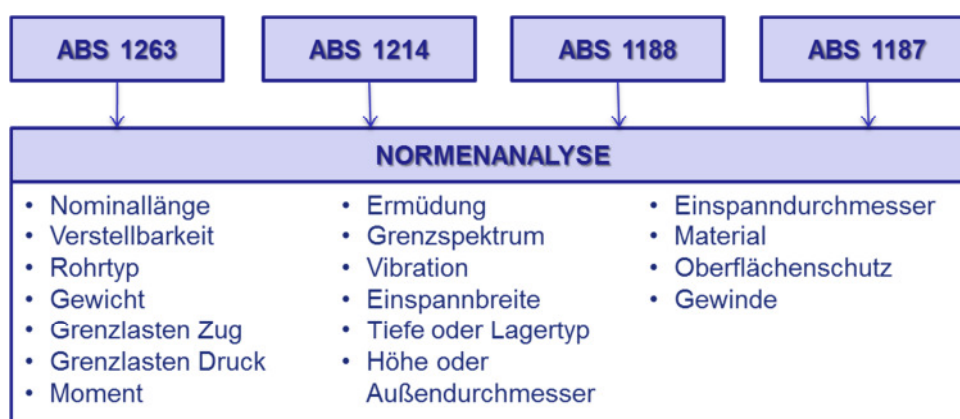 ABS 1263
ABS 1214
ABS 1188
ABS 1187
NORMENANALYSE
• Nominallänge
• Verstellbarkeit
• Rohrtyp
• Gewicht
• Grenzlasten Zug
• Grenzlasten Druck
• Moment
• Ermüdung
• Grenzspektrum
• Vibration
• Einspannbreite
• Tiefe oder Lagertyp
• Höhe oder
Außendurchmesser
• Einspanndurchmesser
• Material
• Oberflächenschutz
• Gewinde